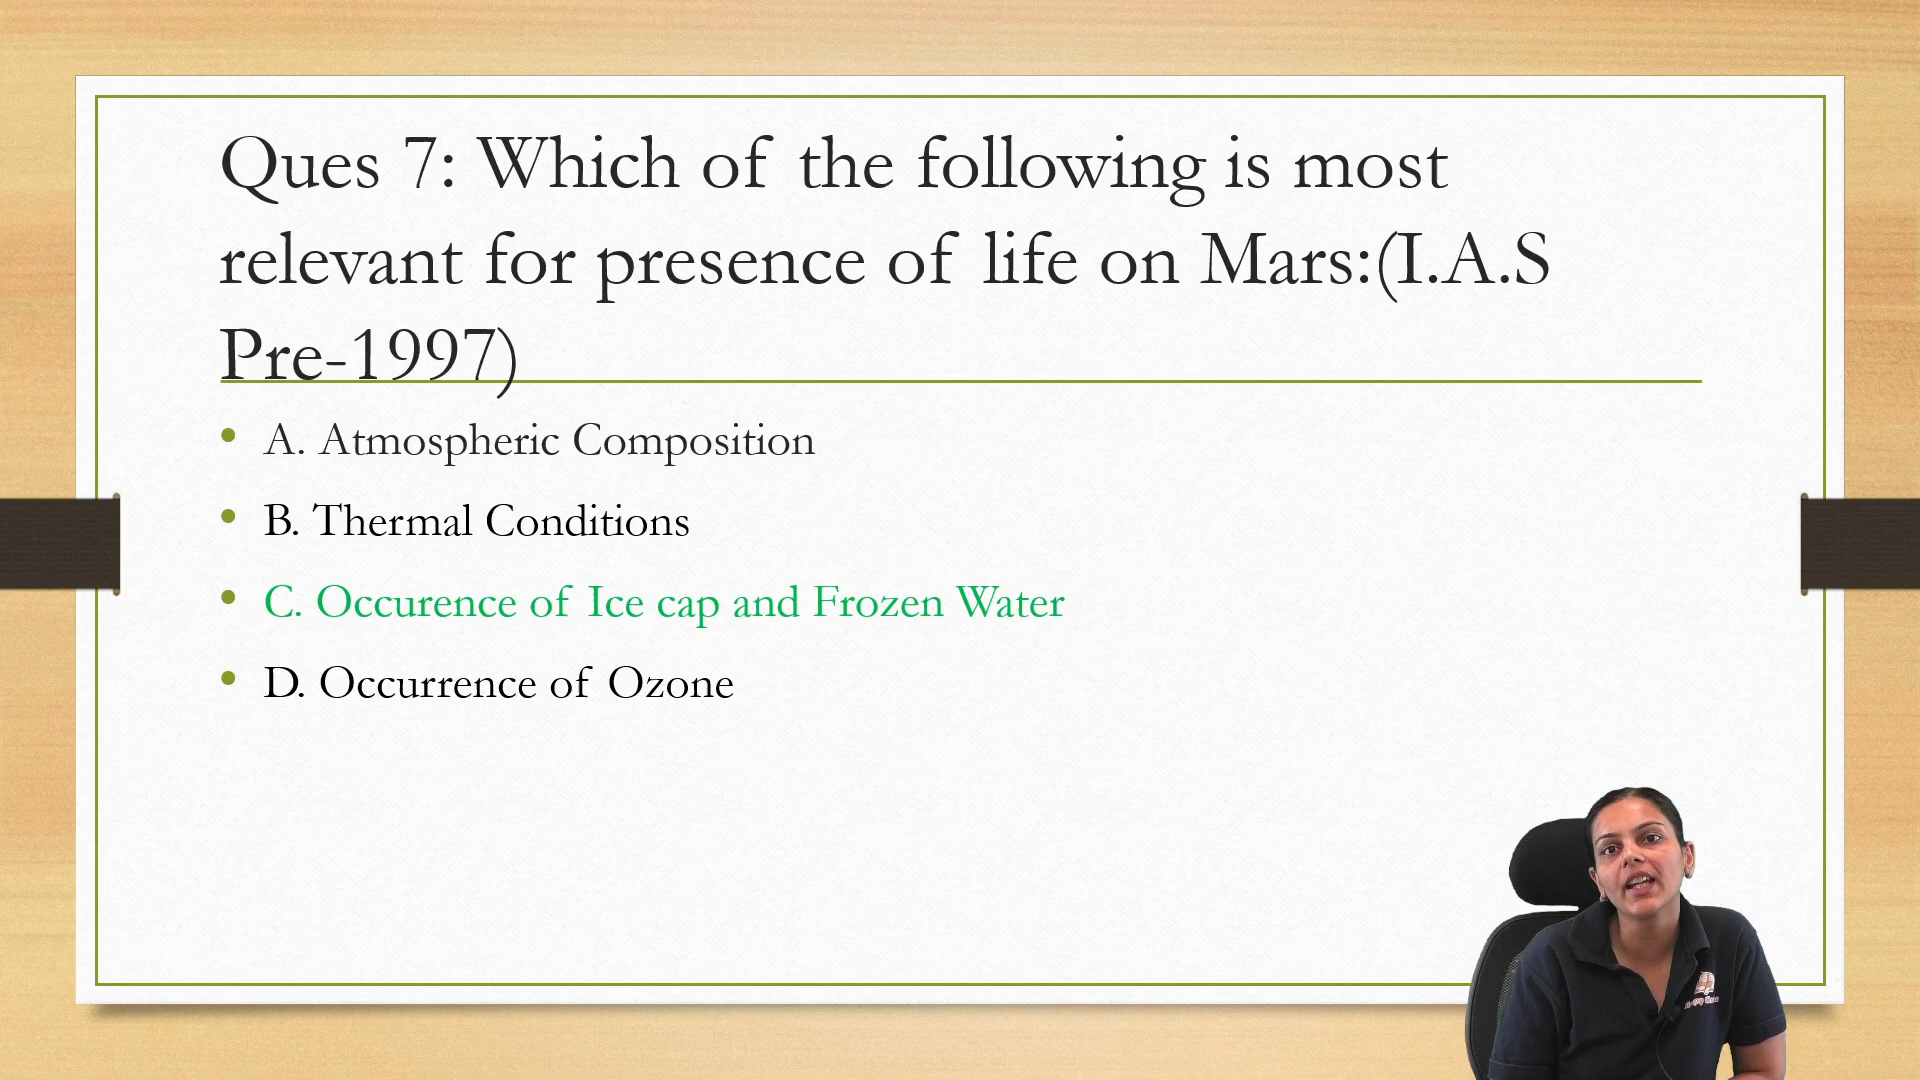 Ques 7: Which of the following is most
relevant for presence of life on Mars:(I.A.S
Pre-1997)
• A. Atmospheric Composition
• B. Thermal Conditions
• C. Occurence of Ice cap and Frozen Water
• D. Occurrence of Ozone